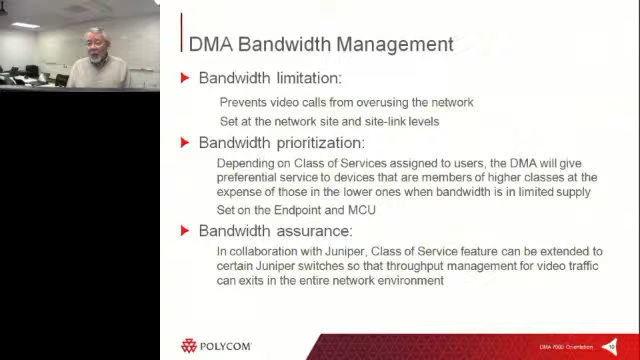 DMA Bandwidth Management
Bandwidth limitation:
Prevents video calls from overusing the network
Set at the network site and site-link levels
Bandwidth prioritization:
Depending on Class of Services assigned to users, the DMA will give
preferential service to devices that are members of higher classes at the
expense of those in the lower ones when bandwidth is in limited supply
Set on the Endpoint and MCU
Bandwidth assurance:
In collaboration with Juniper, Class of Service feature can be extended to
certain Juniper switches so that throughput management for video traffic
can exits in the entire network environment
POLYCOM
DMA 7000 Orientation